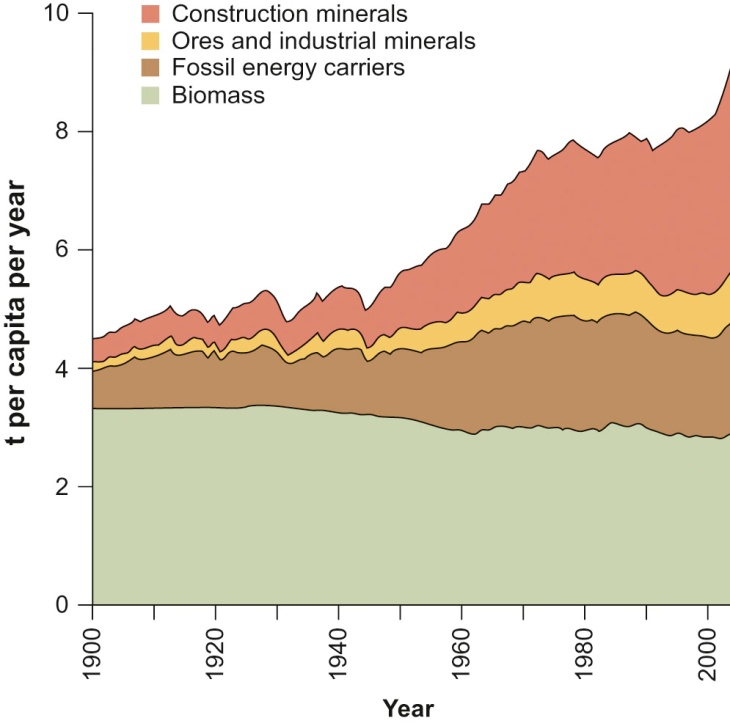 Construction minerals
Ores and industrial minerals
Fossil energy carriers
Biomass
t per capita per year
10
8
6
4
2
0
1900
1920
1940
1960
1980
2000
Year